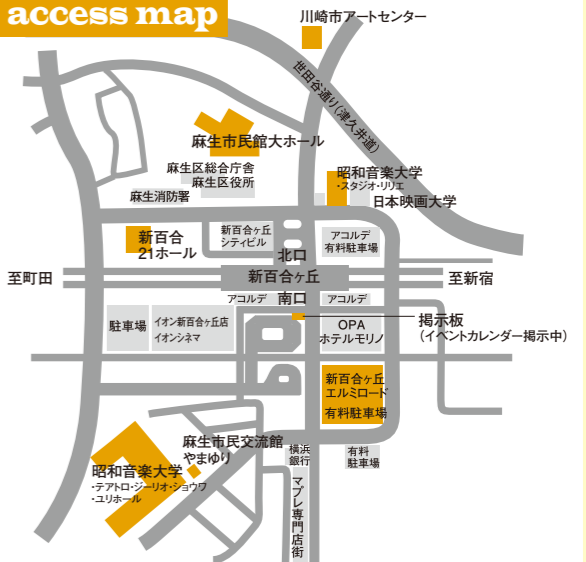 access map
川崎市アートセンター
世田谷通り(津久井道)
麻生市民館大ホール
麻生区総合庁舎
麻生区役所
麻生消防署
昭和音楽大学
・スタジオ・リリエ
日本映画大学
新百合
21ホール
新百合ヶ丘
シティビル
北口
アコルデ
有料駐車場
至町田
新百合ヶ丘
至新宿
アコルデ
南口
アコルデ
駐車場
イオン新百合ヶ丘店
イオンシネマ
OPA
ホテルモリノ
掲示板
(イベントカレンダー掲示中)
新百合ヶ丘
エルミロード
有料駐車場
麻生市民交流館
やまゆり
昭和音楽大学
・テアトロ・ジーリオ・ショウワ
・ユリホール
横浜
銀行
有料
駐車場
マプレ専門店街